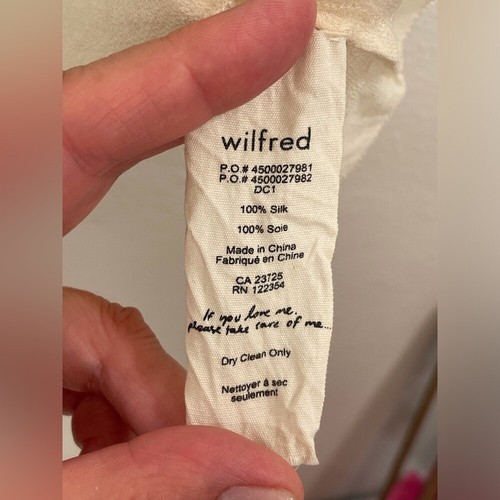 wilfred
P.O.# 4500027981
P.O.# 4500027982
DC1
100% Silk
100% Soie
Made in China
Fabriqué en Chine
CA 23725
RN 122354
If you love me.
please take care of me...
Dry Clean Only
Nettoyer à sec
seulement